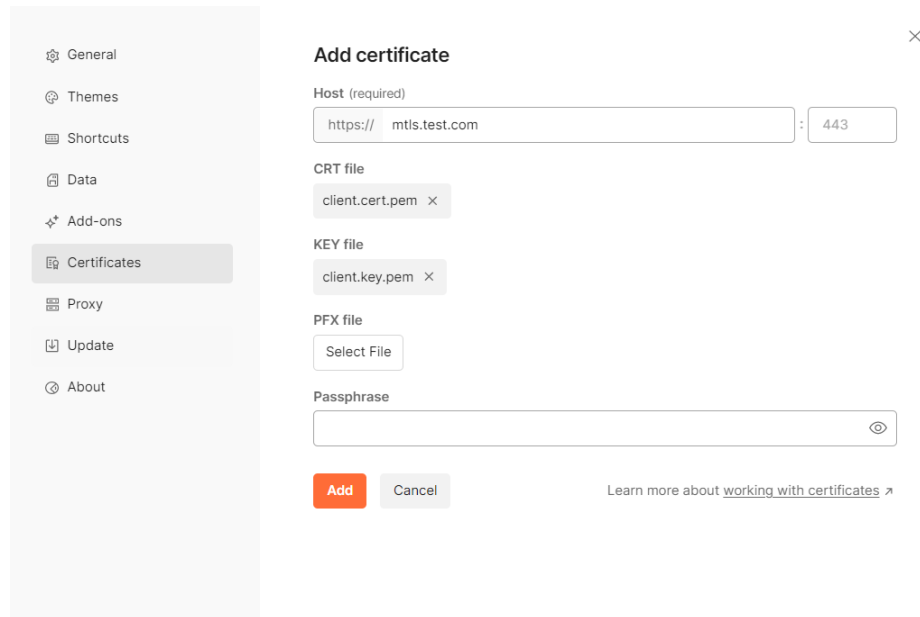 General
Themes
Shortcuts
Data
Add-ons
Certificates
Proxy
Update
About
Add certificate
Host (required)
https:// mtls.test.com : 443
CRT file
client.cert.pem
KEY file
client.key.pem
PFX file
Select File
Passphrase
Add Cancel Learn more about working with certificates ↗